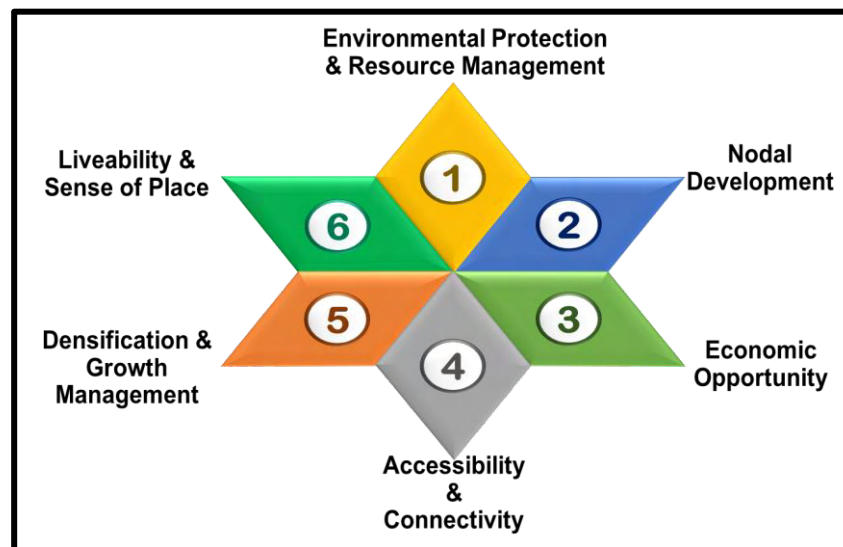 Environmental Protection
& Resource Management
1
Nodal
Development
2
Economic
Opportunity
3
Accessibility
&
Connectivity
4
Densification &
Growth
Management
5
Liveability &
Sense of Place
6